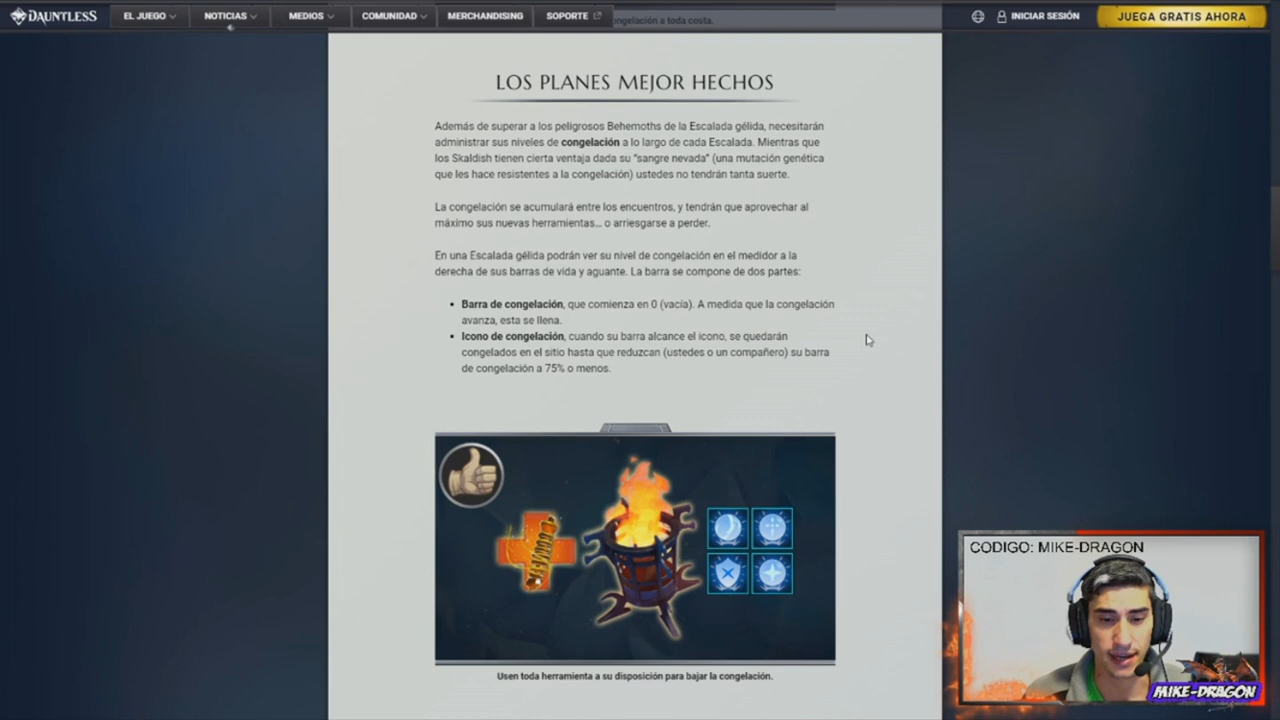 DAUNTLESS
EL JUEGO
NOTICIAS
MEDIOS
COMUNIDAD
MERCHANDISING
SOPORTE
INICIAR SESIÓN
JUEGA GRATIS AHORA
congelación a toda costa.
LOS PLANES MEJOR HECHOS
Además de superar a los peligrosos Behemoths de la Escalada gélida, necesitarán
administrar sus niveles de congelación a lo largo de cada Escalada. Mientras que
los Skaldish tienen cierta ventaja dada su "sangre nevada" (una mutación genética
que les hace resistentes a la congelación) ustedes no tendrán tanta suerte.
La congelación se acumulará entre los encuentros, y tendrán que aprovechar al
máximo sus nuevas herramientas... o arriesgarse a perder.
En una Escalada gélida podrán ver su nivel de congelación en el medidor a la
derecha de sus barras de vida y aguante. La barra se compone de dos partes:
• Barra de congelación, que comienza en 0 (vacía). A medida que la congelación
avanza, esta se llena.
• Icono de congelación, cuando su barra alcance el icono, se quedarán
congelados en el sitio hasta que reduzcan (ustedes o un compañero) su barra
de congelación a 75% o menos.
Usen toda herramienta a su disposición para bajar la congelación.
CODIGO: MIKE-DRAGON
MIKE-DRAGON